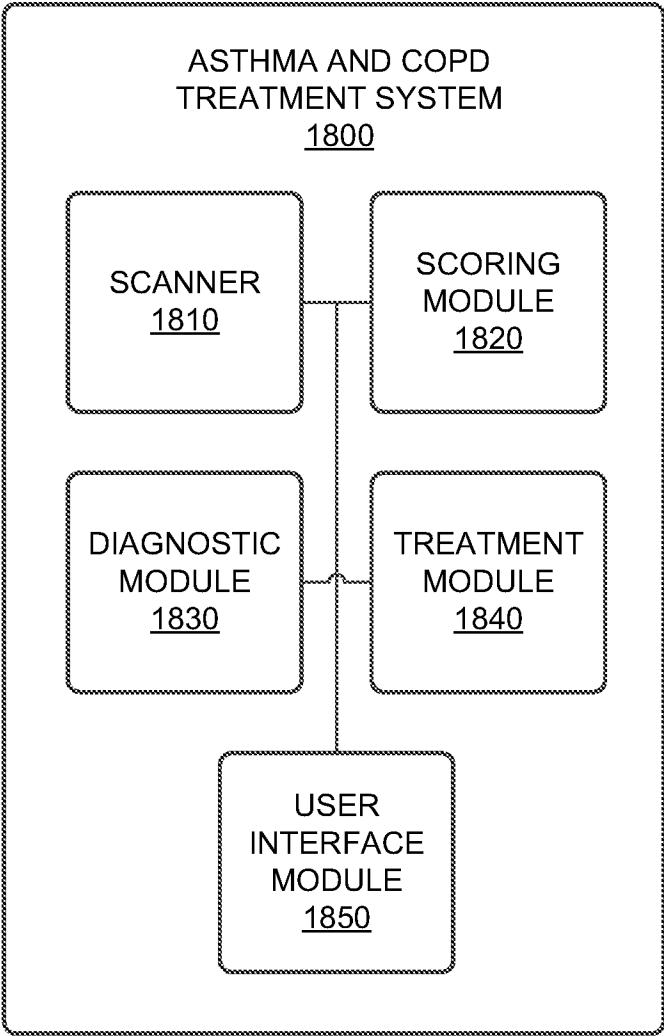 ASTHMA AND COPD
TREATMENT SYSTEM
1800
SCANNER
1810
SCORING
MODULE
1820
DIAGNOSTIC
MODULE
1830
TREATMENT
MODULE
1840
USER
INTERFACE
MODULE
1850